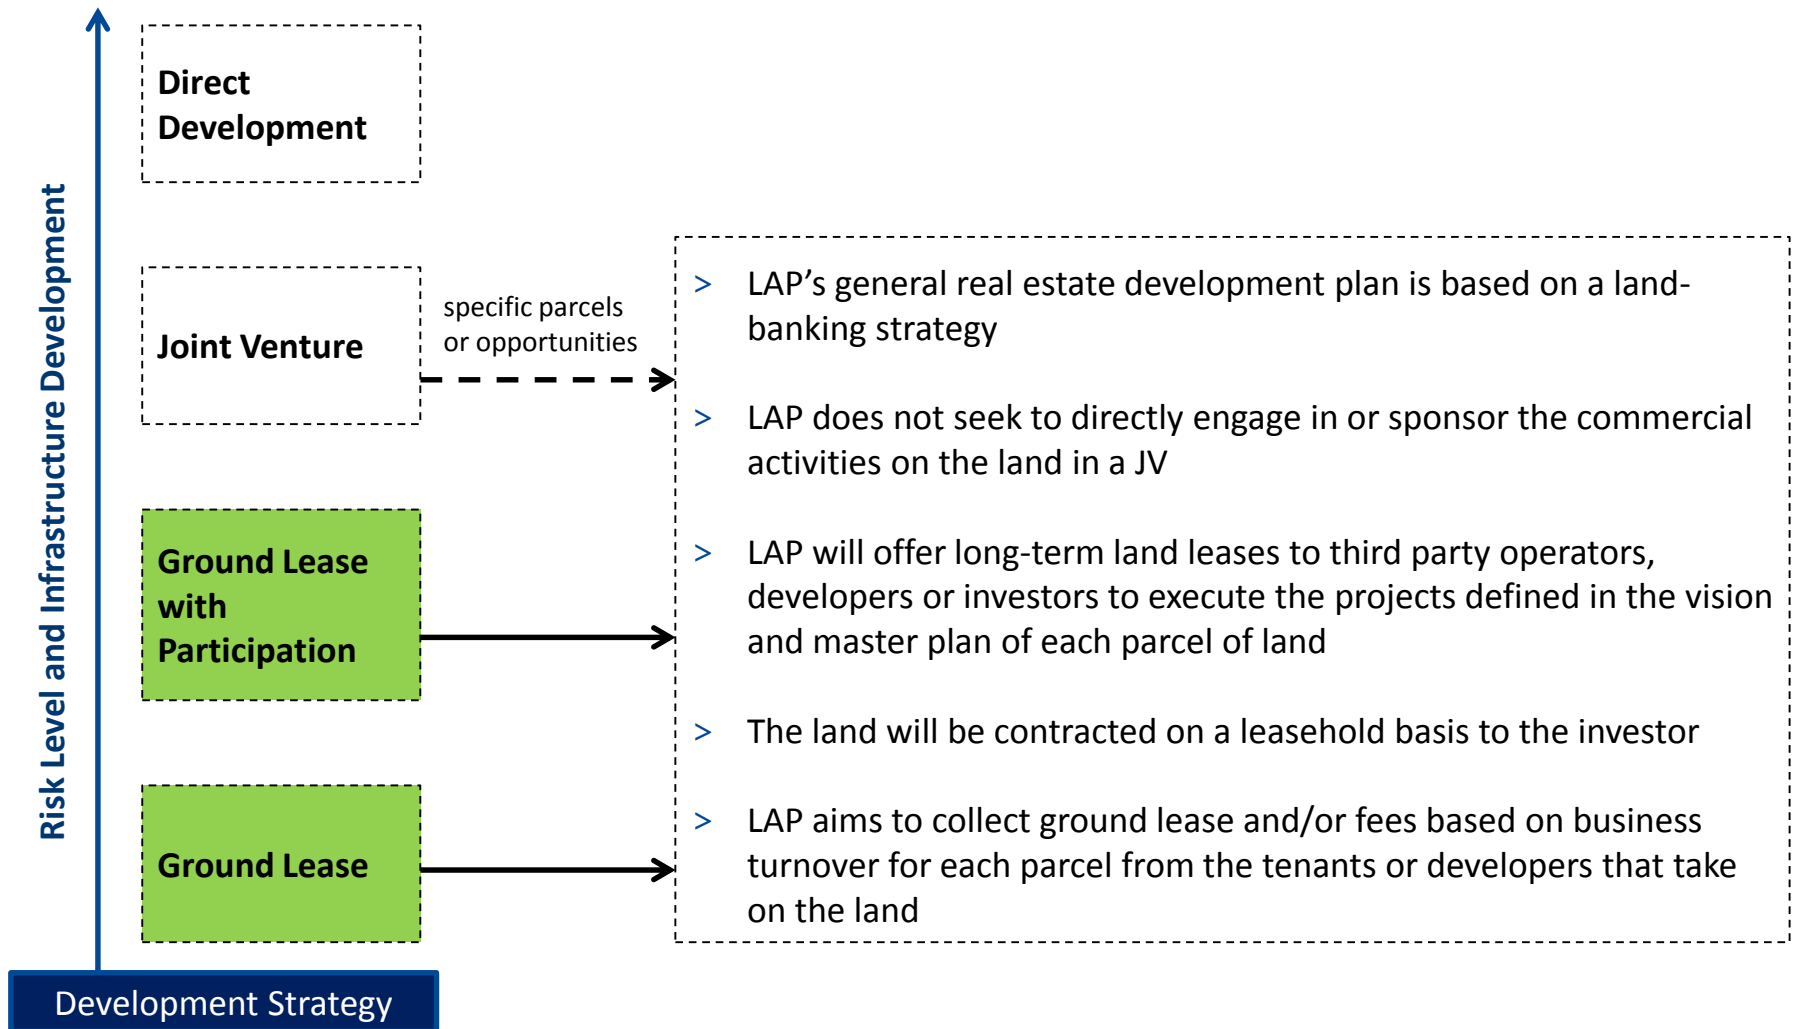 Risk Level and Infrastructure Development
Direct
Development
Joint Venture
specific parcels
or opportunities
Ground Lease
with
Participation
Ground Lease
Development Strategy
> LAP’s general real estate development plan is based on a land-
banking strategy
> LAP does not seek to directly engage in or sponsor the commercial
activities on the land in a JV
> LAP will offer long-term land leases to third party operators,
developers or investors to execute the projects defined in the vision
and master plan of each parcel of land
> The land will be contracted on a leasehold basis to the investor
> LAP aims to collect ground lease and/or fees based on business
turnover for each parcel from the tenants or developers that take
on the land